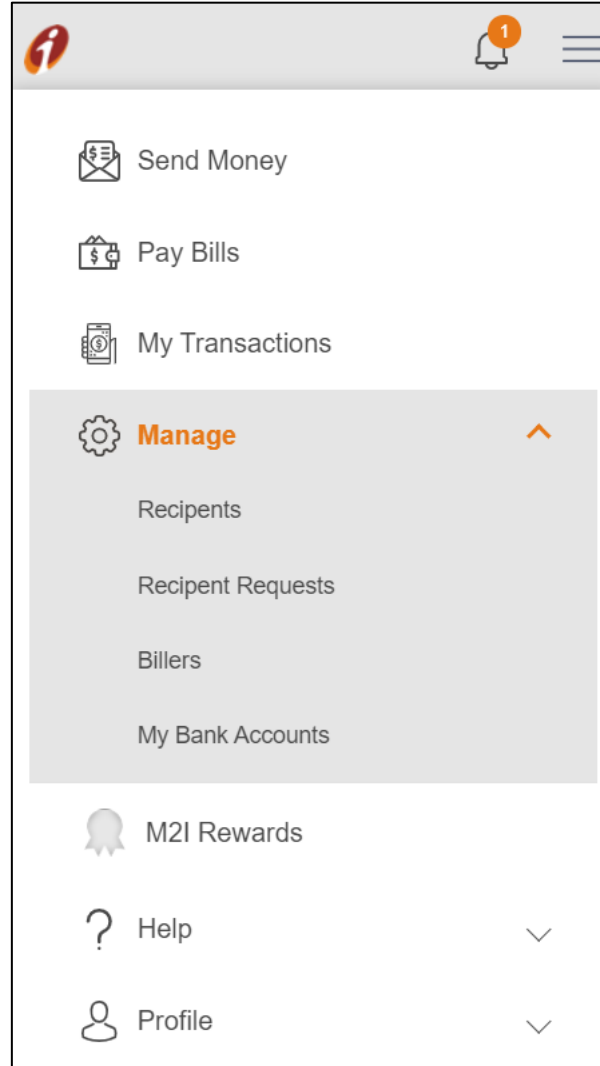 1
Send Money
Pay Bills
My Transactions
Manage
Recipents
Recipent Requests
Billers
My Bank Accounts
M2I Rewards
Help
Profile